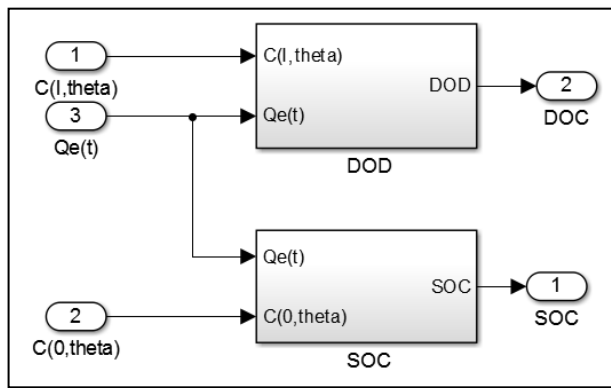 1
C(I,theta)
3
Qe(t)
C(I,theta)
Qe(t)
DOD
DOD
2
DOC
2
C(0,theta)
Qe(t)
C(0,theta)
SOC
SOC
1
SOC